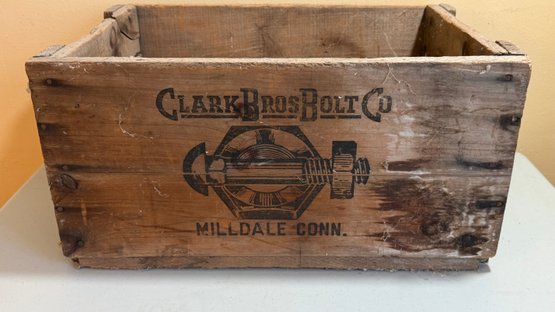 CLARK BROS BOLT CO
MILLDALE CONN.